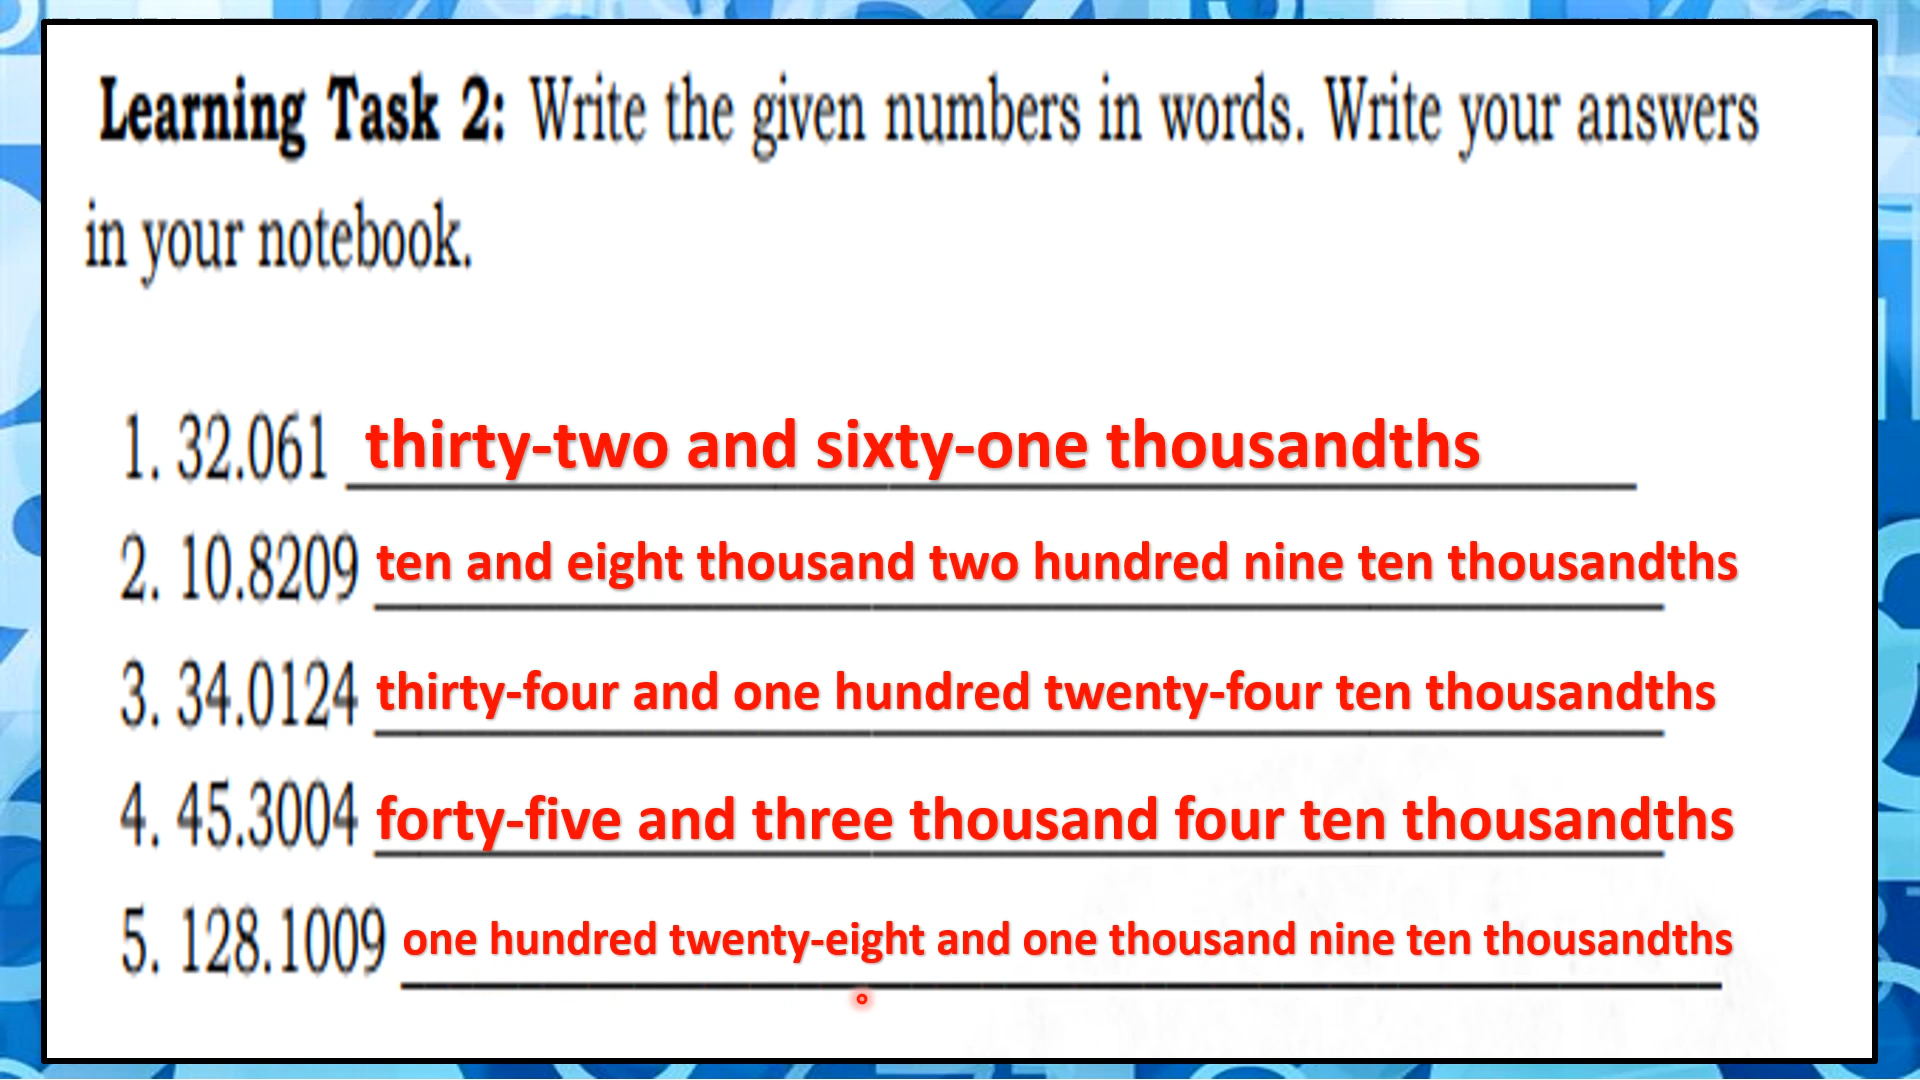 Learning Task 2: Write the given numbers in words. Write your answers
in your notebook.
1. 32.061 thirty-two and sixty-one thousandths
2. 10.8209 ten and eight thousand two hundred nine ten thousandths
3. 34.0124 thirty-four and one hundred twenty-four ten thousandths
4. 45.3004 forty-five and three thousand four ten thousandths
5. 128.1009 one hundred twenty-eight and one thousand nine ten thousandths